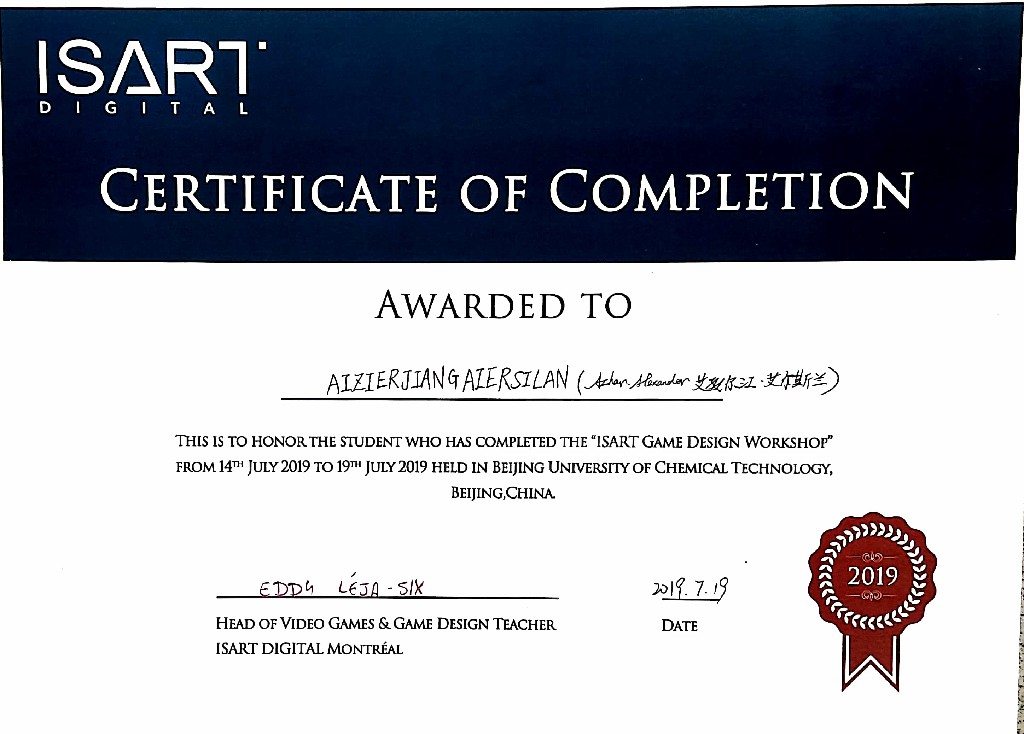 ISART
DIGITAL
CERTIFICATE OF COMPLETION
AWARDED TO
AIZIERJIANG AIERSILAN (Azhar Alexander 艾孜尔江·艾尔斯兰)
THIS IS TO HONOR THE STUDENT WHO HAS COMPLETED THE "ISART GAME DESIGN WORKSHOP"
FROM 14TH JULY 2019 TO 19TH JULY 2019 HELD IN BEIJING UNIVERSITY OF CHEMICAL TECHNOLOGY,
BEIJING,CHINA.
EDDY LÉJA-SIX
2019.7.19
HEAD OF VIDEO GAMES & GAME DESIGN TEACHER
DATE
ISART DIGITAL MONTRÉAL
2019